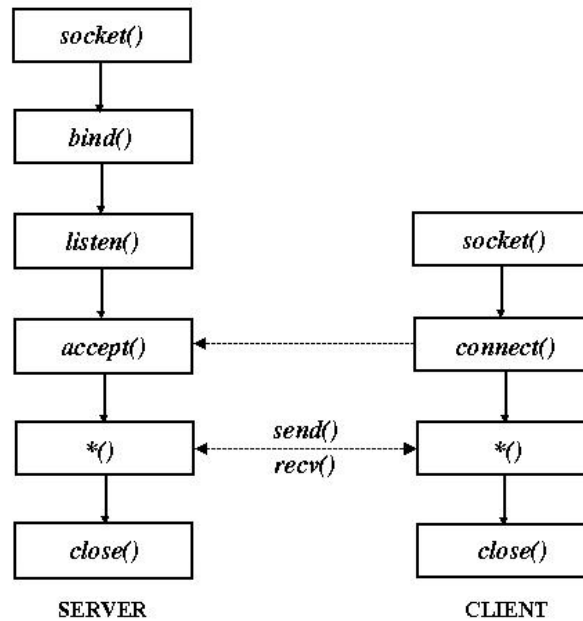 socket()
bind()
listen()
socket()
accept()
connect()
*()
send()
recv()
*()
close()
close()
SERVER
CLIENT